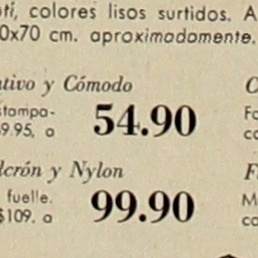 tí, colores lisos surtidos. A
0x70 cm. aproximadamente.
tivo y Cómodo
stampa-
9.95, a 54.90
lcrón y Nylon
fuelle.
$109. a 99.90